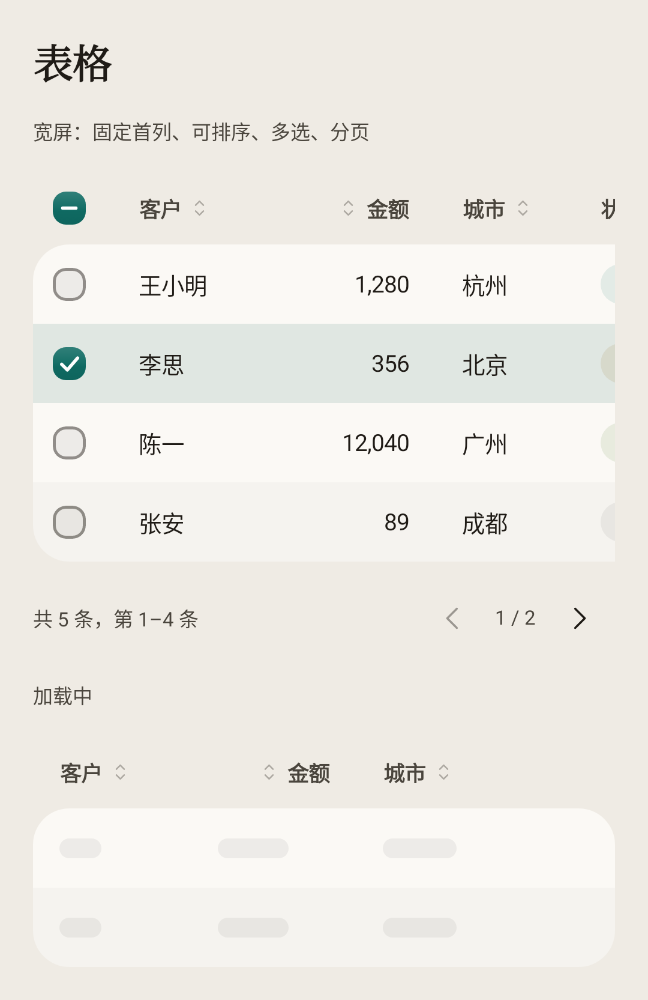 表格
宽屏：固定首列、可排序、多选、分页
客户 金额 城市
王小明 1,280 杭州
李思 356 北京
陈一 12,040 广州
张安 89 成都
共 5 条，第 1–4 条 1 / 2
加载中
客户 金额 城市